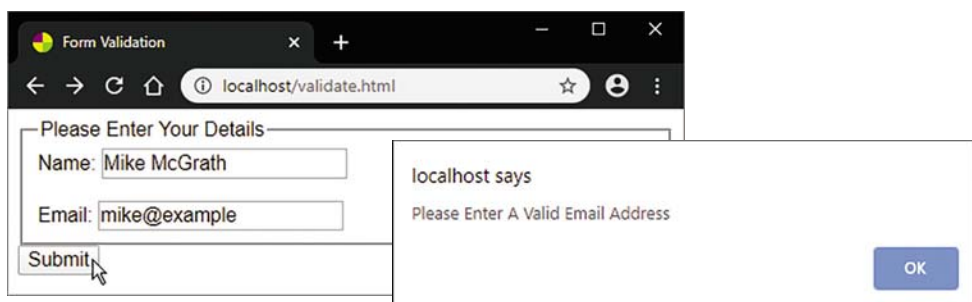 Form Validation
localhost/validate.html
Please Enter Your Details
Name: Mike McGrath
Email: mike@example
Submit
localhost says
Please Enter A Valid Email Address
OK